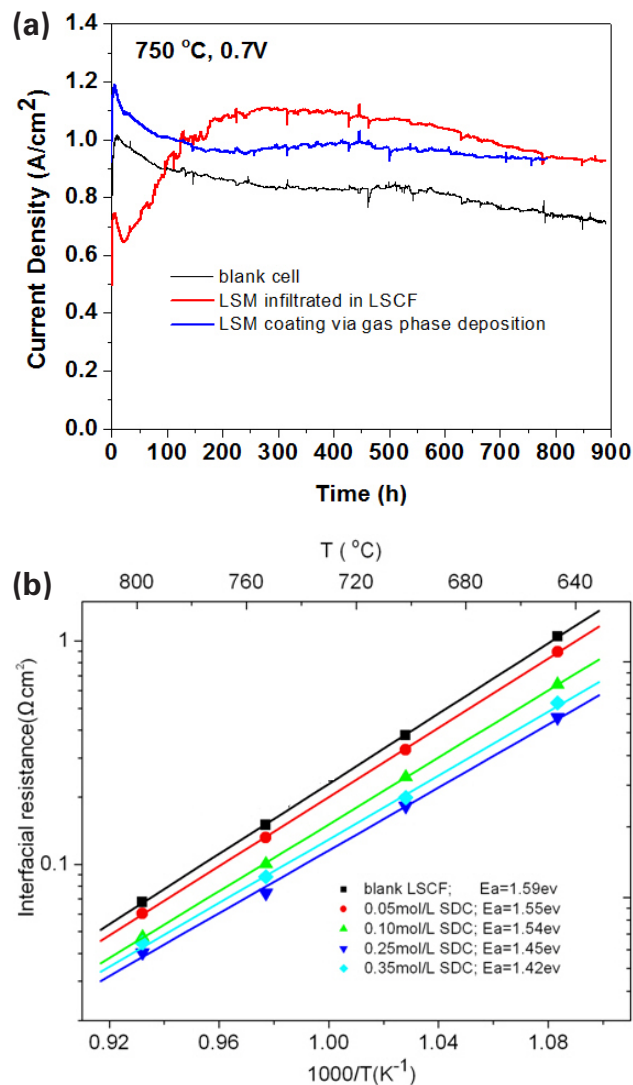 (a)
750 °C, 0.7V
Current Density (A/cm²)
1.4
1.2
1.0
0.8
0.6
0.4
0.2
0.0
blank cell
LSM infiltrated in LSCF
LSM coating via gas phase deposition
0 100 200 300 400 500 600 700 800 900
Time (h)
(b)
T ( °C)
800 760 720 680 640
Interfacial resistance(Ωcm²)
1
0.1
blank LSCF; Ea=1.59ev
0.05mol/L SDC; Ea=1.55ev
0.10mol/L SDC; Ea=1.54ev
0.25mol/L SDC; Ea=1.45ev
0.35mol/L SDC; Ea=1.42ev
0.92 0.96 1.00 1.04 1.08
1000/T(K⁻¹)